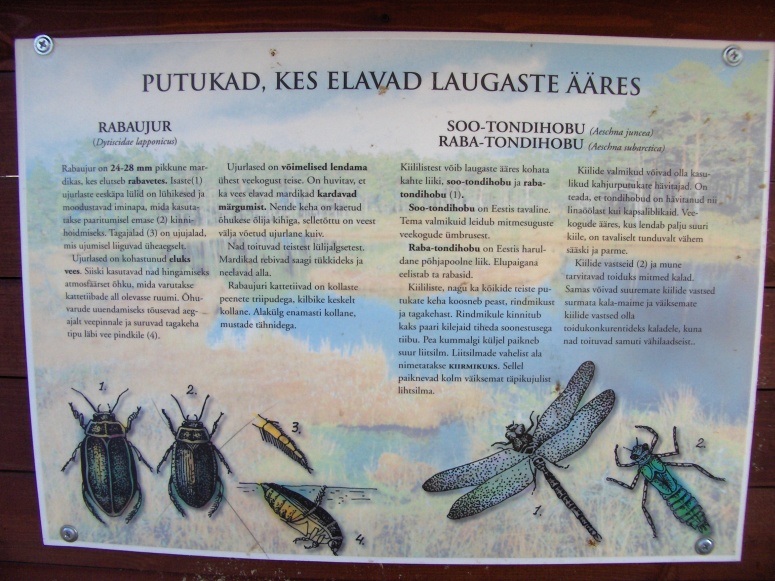 PUTUKAD, KES ELAVAD LAUGASTE ÄÄRES
RABAUJUR
(Dytiscidae lapponicus)
Rabaujur on 24-28 mm pikkune mar-
dikas, kes elutseb rabavetes. Isaste(1)
ujurlaste eeskäpa lülid on lühikesed ja
moodustavad iminapa, mida kasuta-
takse paaritumisel emase (2) kinni-
hoidmiseks. Tagajalad (3) on ujujalad,
mis ujumisel liiguvad üheaegselt.
Ujurlased on kohastunud eluks
vees. Siiski kasutavad nad hingamiseks
atmosfäärset õhku, mida varutakse
kattetiibade all olevasse ruumi. Õhu-
varude uuendamiseks tõusevad aeg-
ajalt veepinnale ja suruvad tagakeha
tipu läbi vee pindkile (4).
Ujurlased on võimelised lendama
ühest veekogust teise. On huvitav, et
ka vees elavad mardikad kardavad
märgumist. Nende keha on kaetud
õhukese õlija kihiga, selletõttu on veest
välja võetud ujurlane kuiv.
Nad toituvad teistest lülijalgsetest.
Mardikad rebivad saagi tükkideks ja
neelavad alla.
Rabaujuri kattetiivad on kollaste
peenete triipudega, kilbike keskelt
kollane. Alakülg enamasti kollane,
mustade tähnidega.
SOO-TONDIHOBU (Aeschna juncea)
RABA-TONDIHOBU (Aeschna subarctica)
Kiililistest võib laugaste ääres kohata
kahte liiki, soo-tondihobu ja raba-
tondihobu (1).
Soo-tondihobu on Eestis tavaline.
Tema valmikuid leidub mitmesuguste
veekogude ümbrusest.
Raba-tondihobu on Eestis harul-
dane põhjapoolne liik. Elupaigana
eelistab ta rabasid.
Kiililiste, nagu ka kõikide teiste pu-
tukate keha koosneb peast, rindmikust
ja tagakehast. Rindmikule kinnitub
kaks paari kilejaid tiheda soonestusega
tiibu. Pea kummalgi küljel paikneb
suur liitsilm. Liitsilmade vahelist ala
nimetatakse KIIRMIKUKS. Sellel
paiknevad kolm väiksemat täpikujulist
lihtsilma.
Kiilide valmikud võivad olla kasu-
likud kahjurputukate hävitajad. On
teada, et tondihobud on hävitanud nii
linaöölast kui kapsaliblikaid. Vee-
kogude ääres, kus lendab palju suuri
kiile, on tavaliselt tunduvalt vähem
sääski ja parme.
Kiilide vastseid (2) ja mune
tarvitavad toiduks mitmed kalad.
Samas võivad suuremate kiilide vastsed
surmata kala-maime ja väiksemate
kiilide vastsed olla
toidukonkurentideks kaladele, kuna
nad toituvad samuti vähilaadseist..
1.
2.
3.
4.
1.
2.